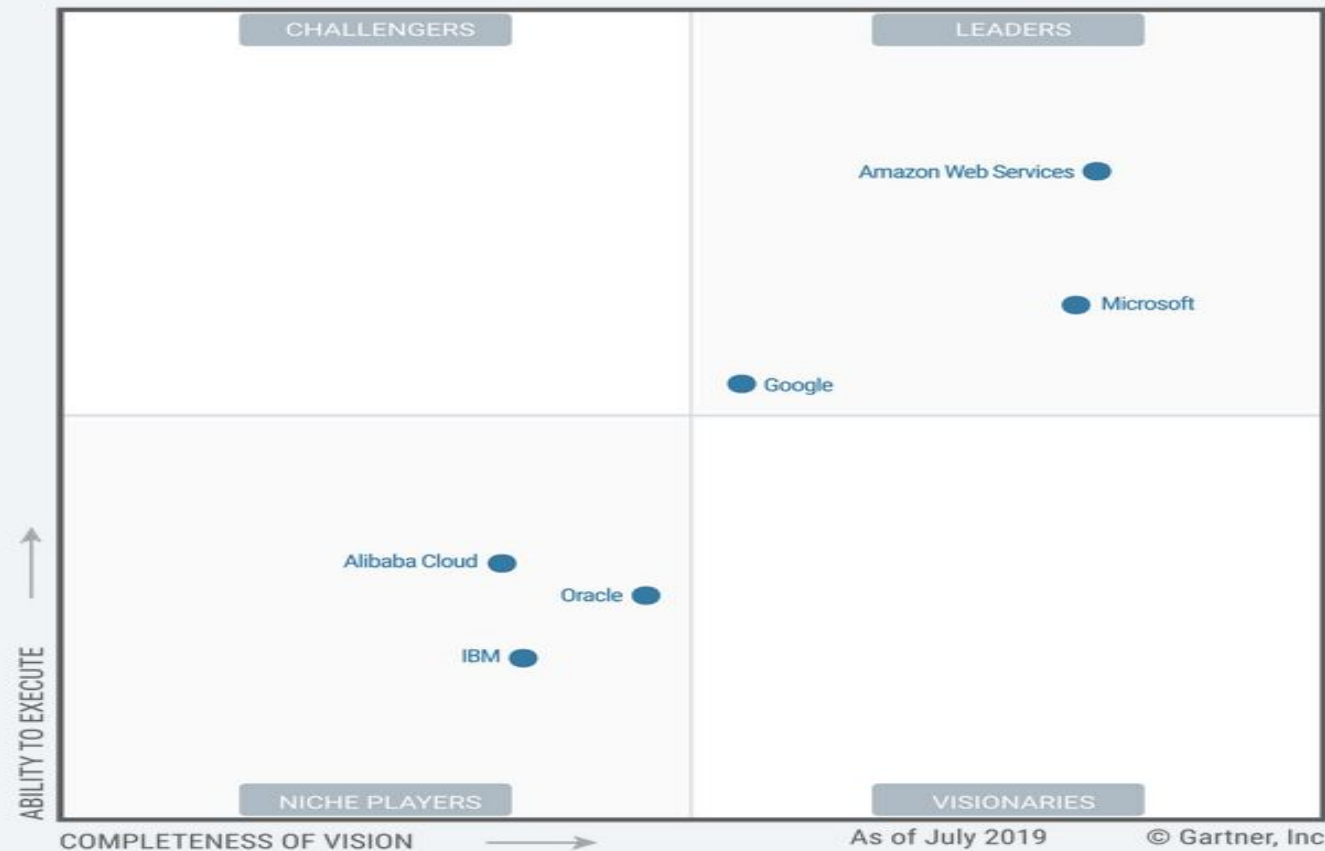 CHALLENGERS
LEADERS
Amazon Web Services
Microsoft
Google
Alibaba Cloud
Oracle
IBM
ABILITY TO EXECUTE
NICHE PLAYERS
VISIONARIES
COMPLETENESS OF VISION
As of July 2019
© Gartner, Inc